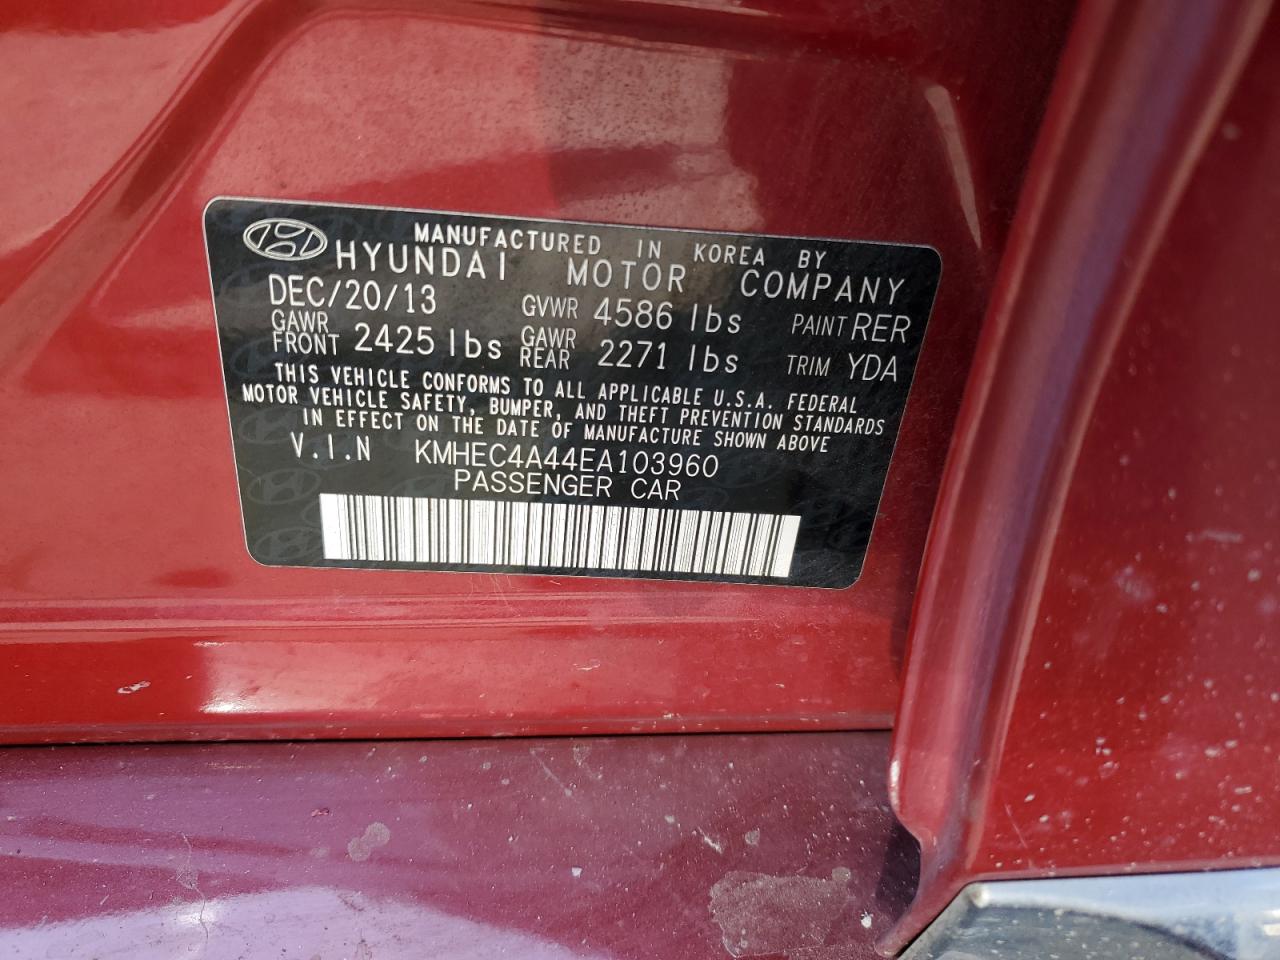 MANUFACTURED IN KOREA BY
HYUNDAI MOTOR COMPANY
DEC/20/13 GVWR 4586 lbs PAINT RER
GAWR FRONT 2425 lbs GAWR REAR 2271 lbs TRIM YDA
THIS VEHICLE CONFORMS TO ALL APPLICABLE U.S.A. FEDERAL
MOTOR VEHICLE SAFETY, BUMPER, AND THEFT PREVENTION STANDARDS
IN EFFECT ON THE DATE OF MANUFACTURE SHOWN ABOVE
V.I.N KMHEC4A44EA103960
PASSENGER CAR